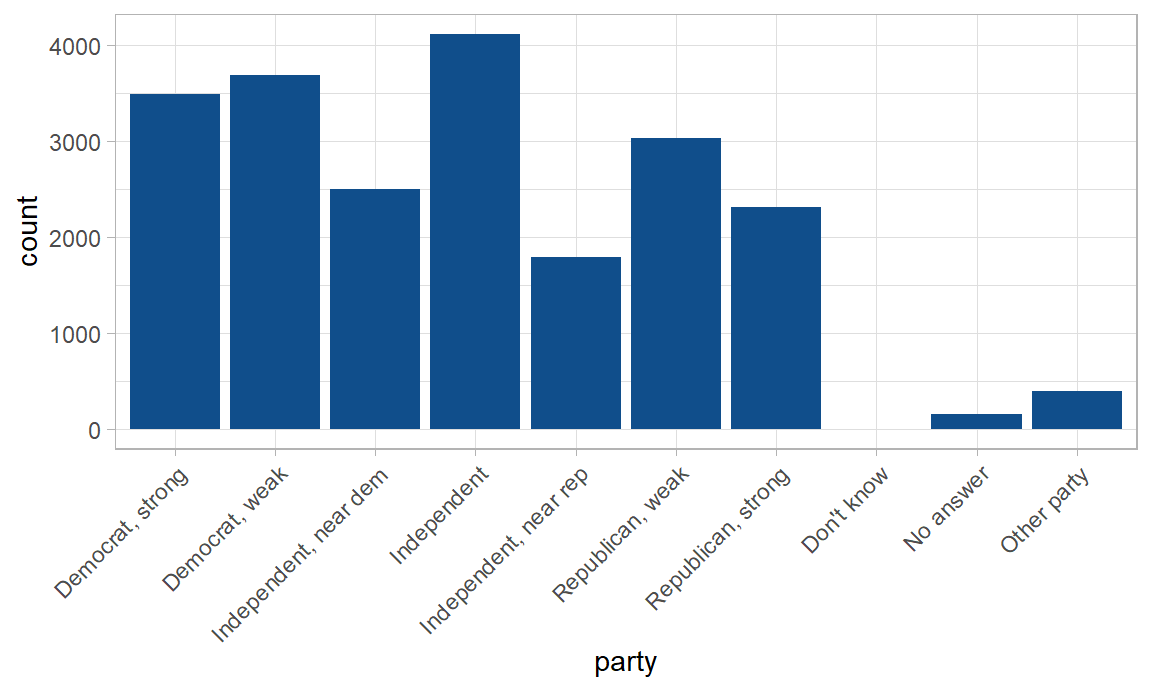 4000
3000
2000
1000
0
count
Democrat, strong
Democrat, weak
Independent, near dem
Independent
Independent, near rep
Republican, weak
Republican, strong
Don't know
No answer
Other party
party